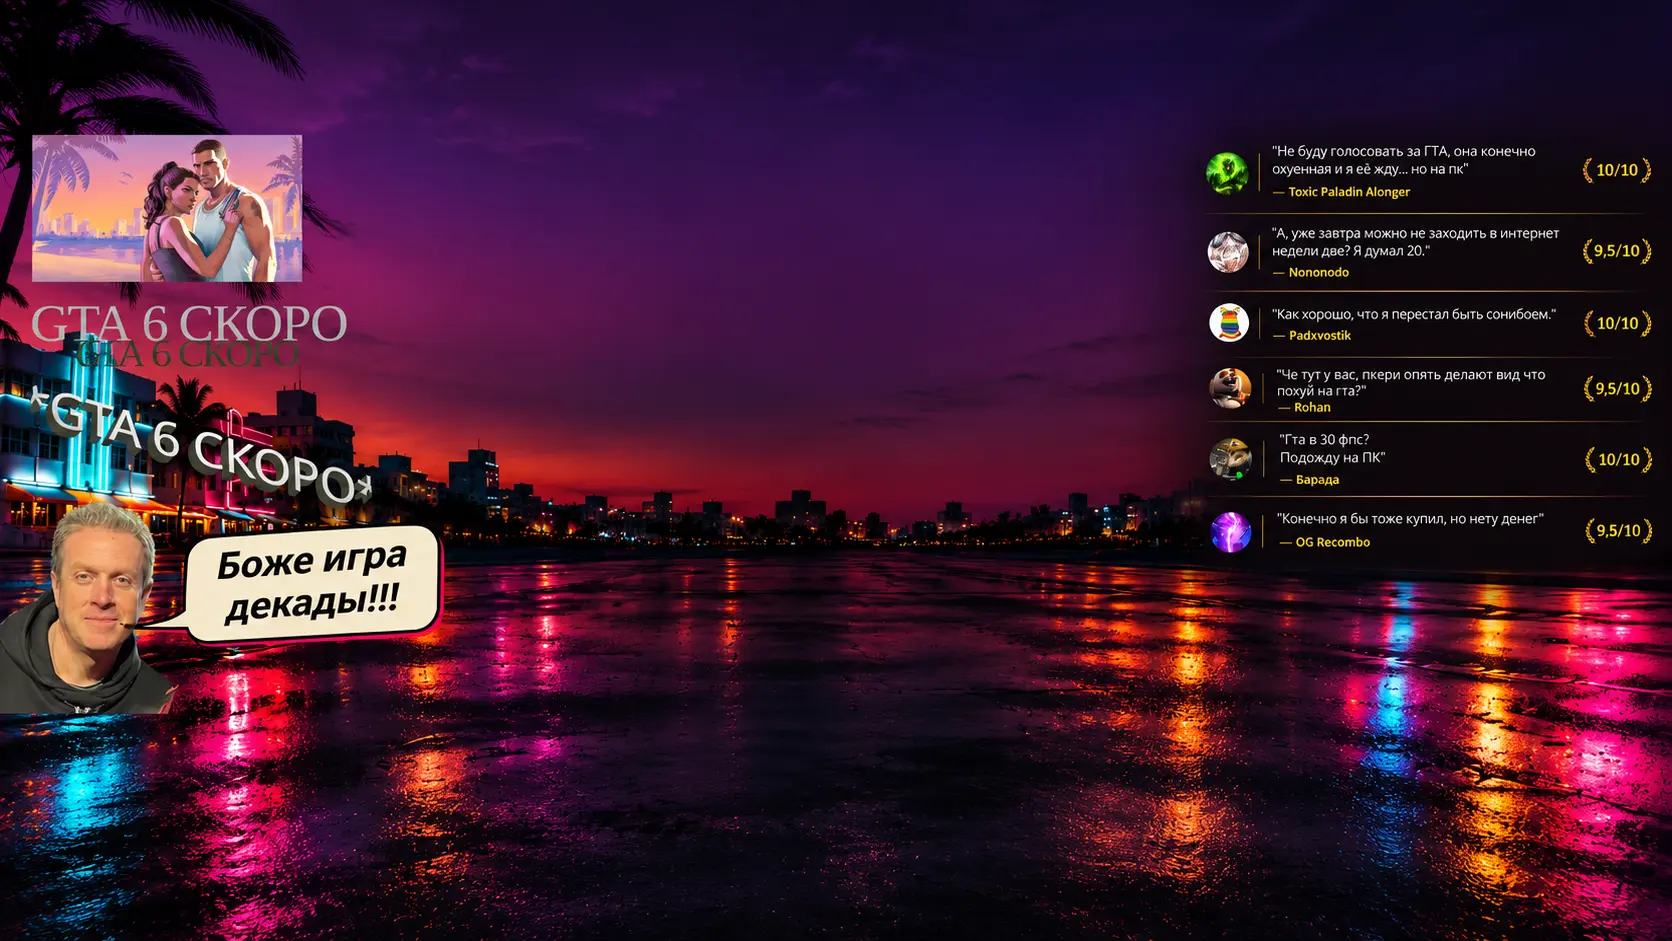 GTA 6 СКОРО
GTA 6 СКОРО
*GTA 6 СКОРО*
Боже игра
декады!!!
"Не буду голосовать за ГТА, она конечно
охуенная и я её жду... но на пк"
— Toxic Paladin Alonger
10/10
"А, уже завтра можно не заходить в интернет
недели две? Я думал 20."
— Nononodo
9,5/10
"Как хорошо, что я перестал быть сонибоем."
— Padxvostik
10/10
"Че тут у вас, пкери опять делают вид что
похуй на гта?"
— Rohan
9,5/10
"Гта в 30 фпс?
Подожду на ПК"
— Барада
10/10
"Конечно я бы тоже купил, но нету денег"
— OG Recombo
9,5/10